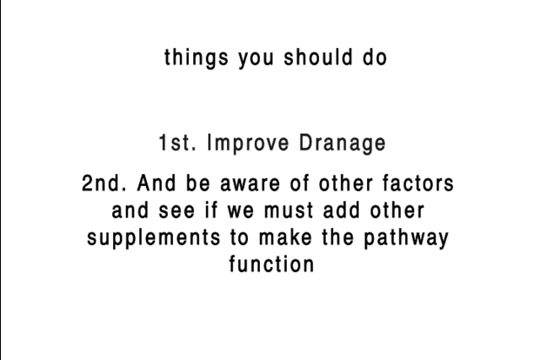 things you should do
1st. Improve Dranage
2nd. And be aware of other factors
and see if we must add other
supplements to make the pathway
function